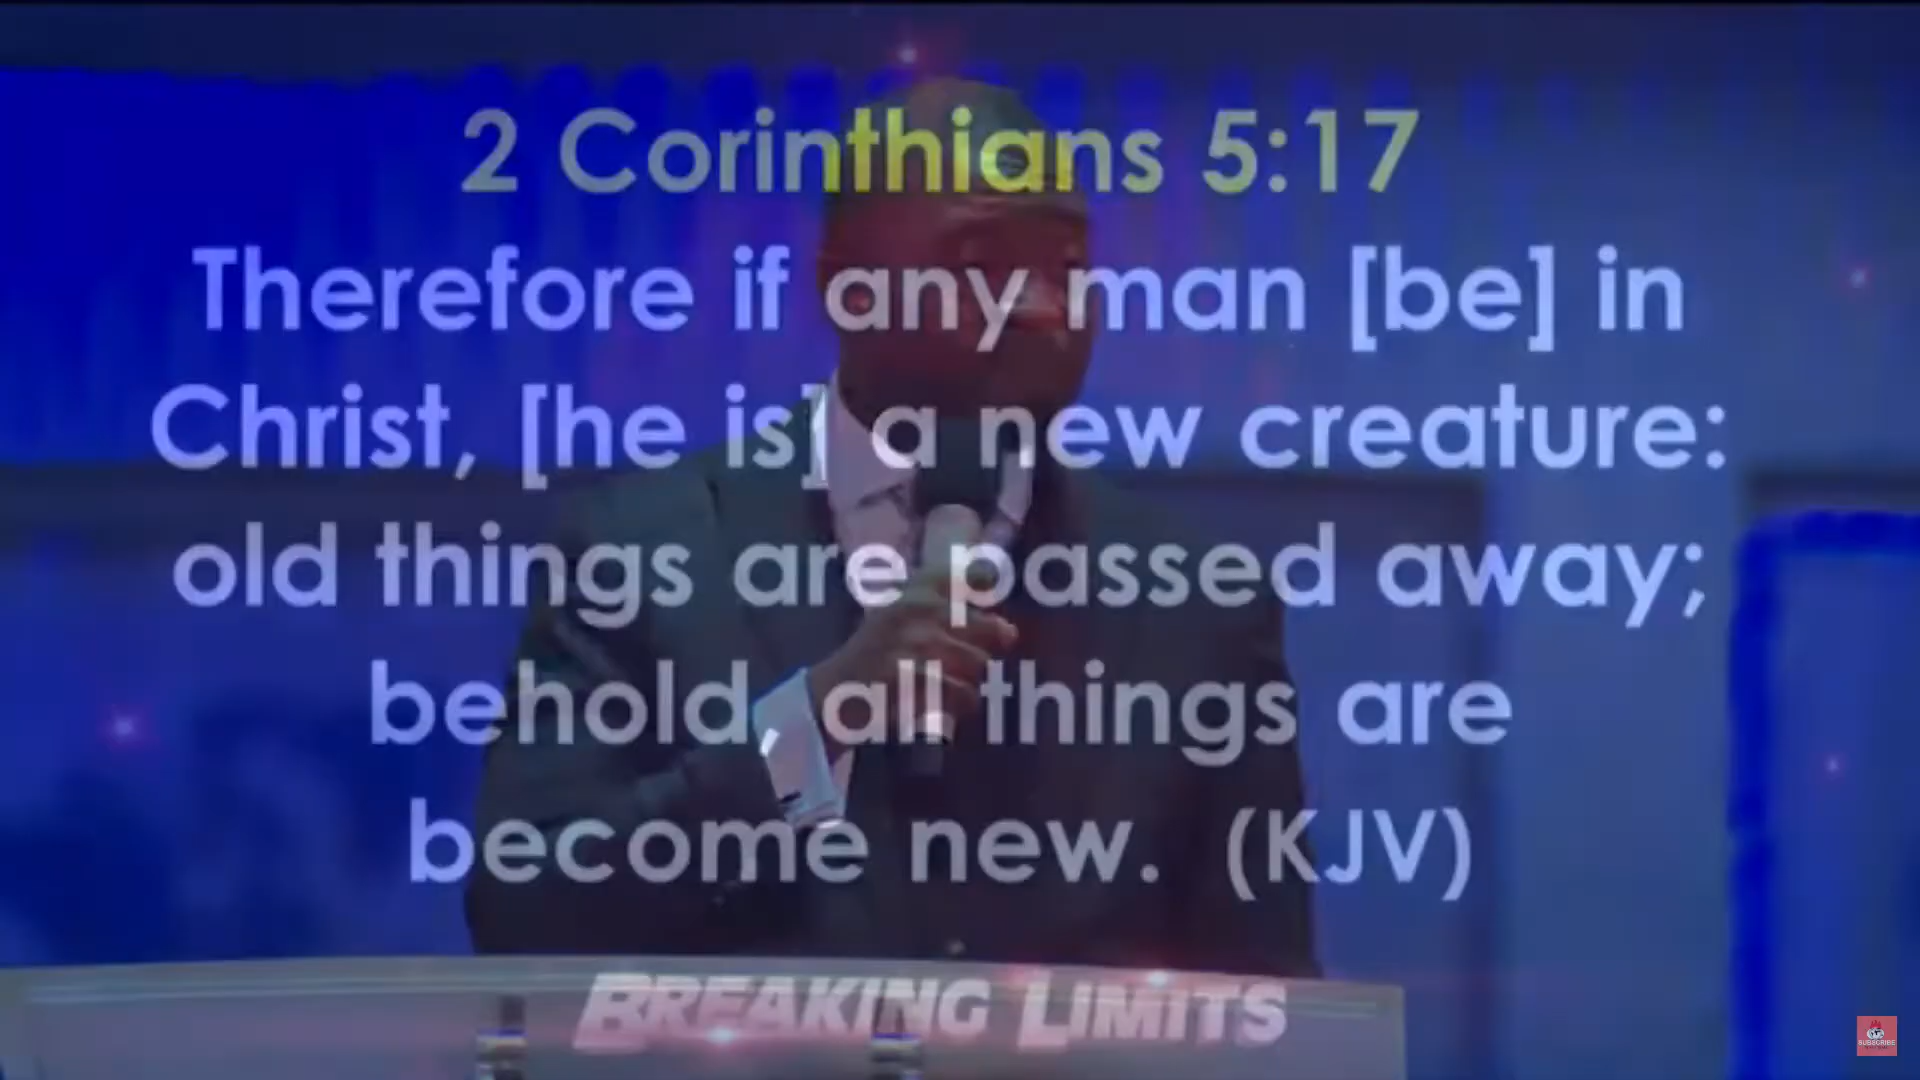 2 Corinthians 5:17
Therefore if any man [be] in
Christ, [he is] a new creature:
old things are passed away;
behold, all things are
become new. (KJV)
BREAKING LIMITS
SUBSCRIBE